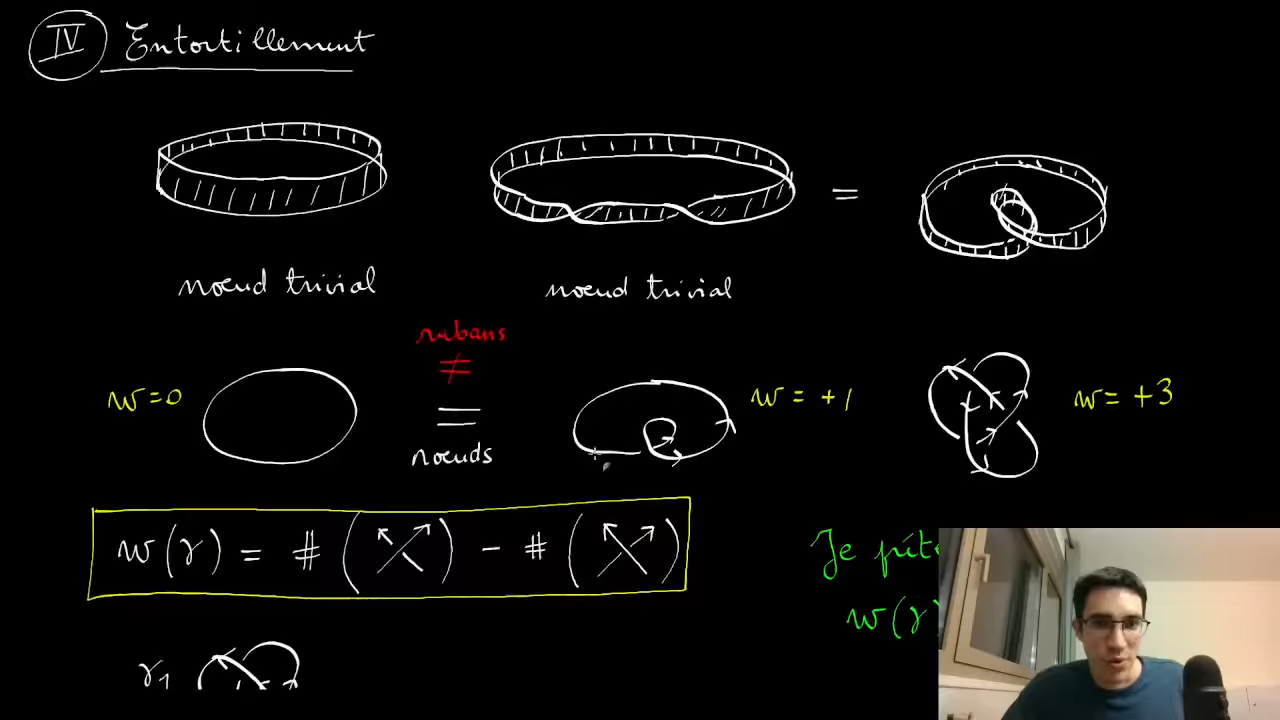 IV Entortillement
=
noeud trivial
noeud trivial
rubans
≠
w=0
=
w = +1
w = +3
noeuds
w(γ) = # ( ) - # ( )
Je
w(γ)
γ1